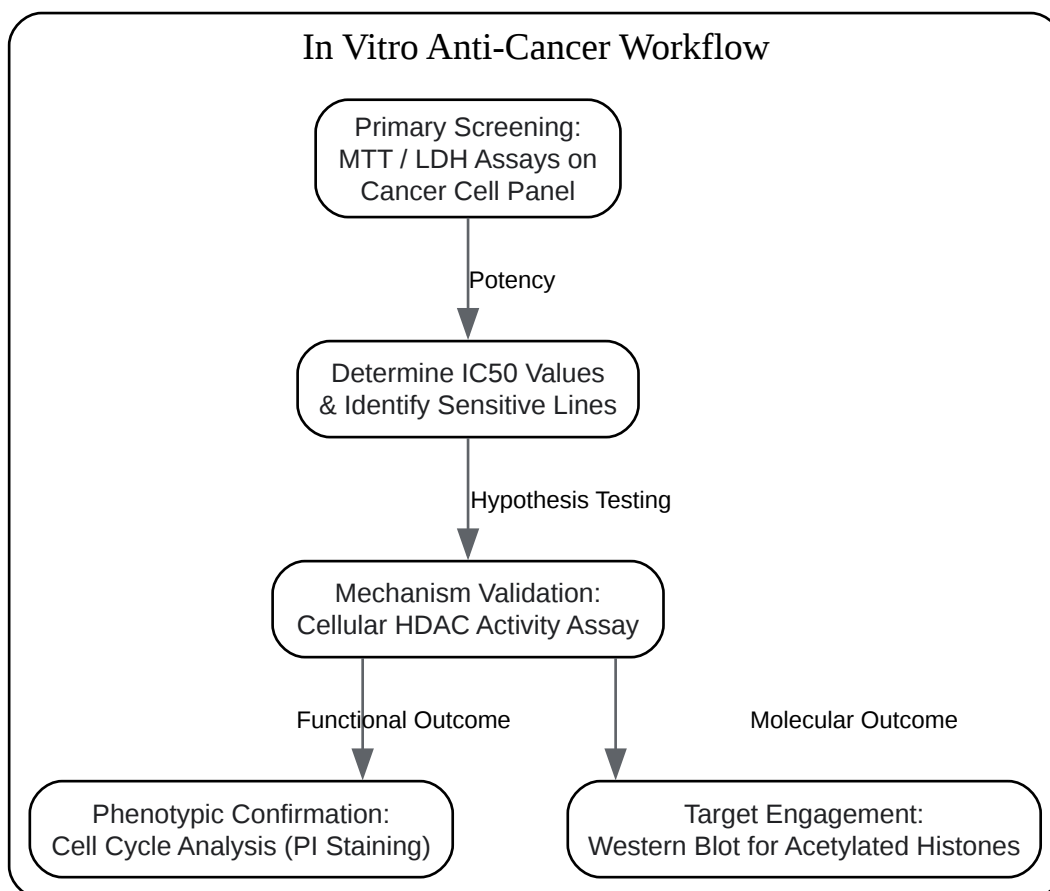 In Vitro Anti-Cancer Workflow
Primary Screening:
MTT / LDH Assays on
Cancer Cell Panel
Potency
Determine IC50 Values
& Identify Sensitive Lines
Hypothesis Testing
Mechanism Validation:
Cellular HDAC Activity Assay
Functional Outcome
Molecular Outcome
Phenotypic Confirmation:
Cell Cycle Analysis (PI Staining)
Target Engagement:
Western Blot for Acetylated Histones